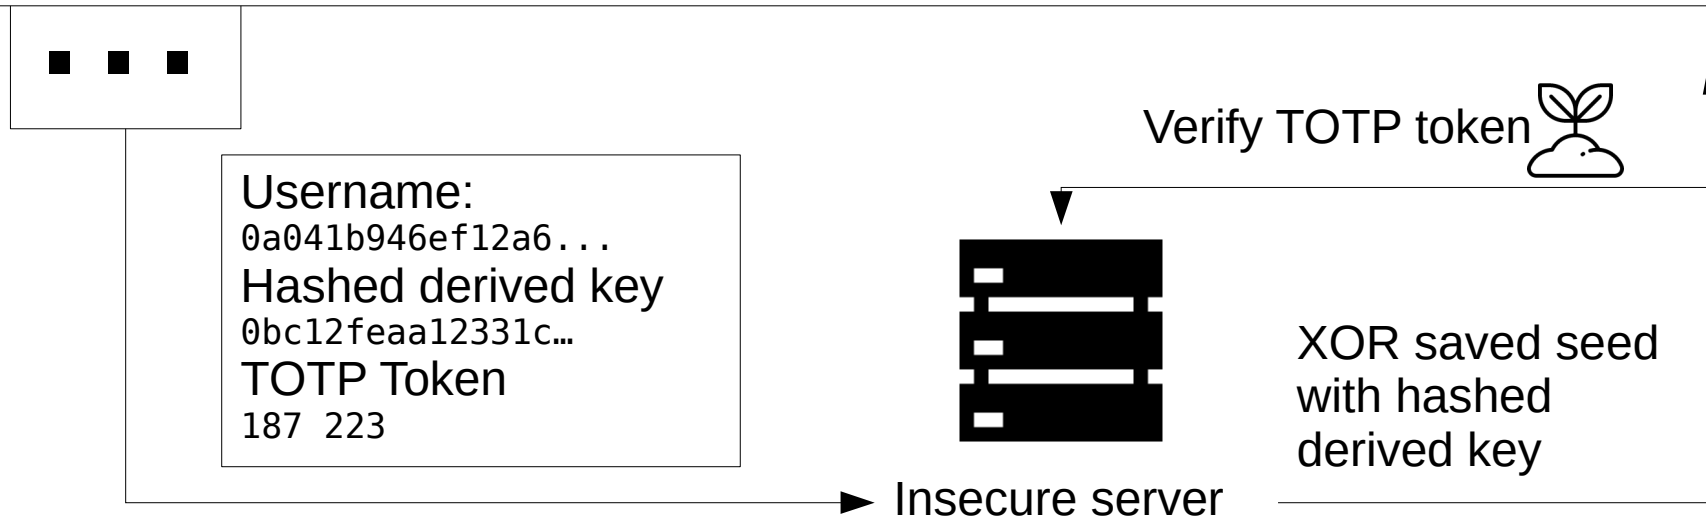 Verify TOTP token
Username:
0a041b946ef12a6...
Hashed derived key
0bc12feaa12331c…
TOTP Token
187 223
XOR saved seed
with hashed
derived key
Insecure server